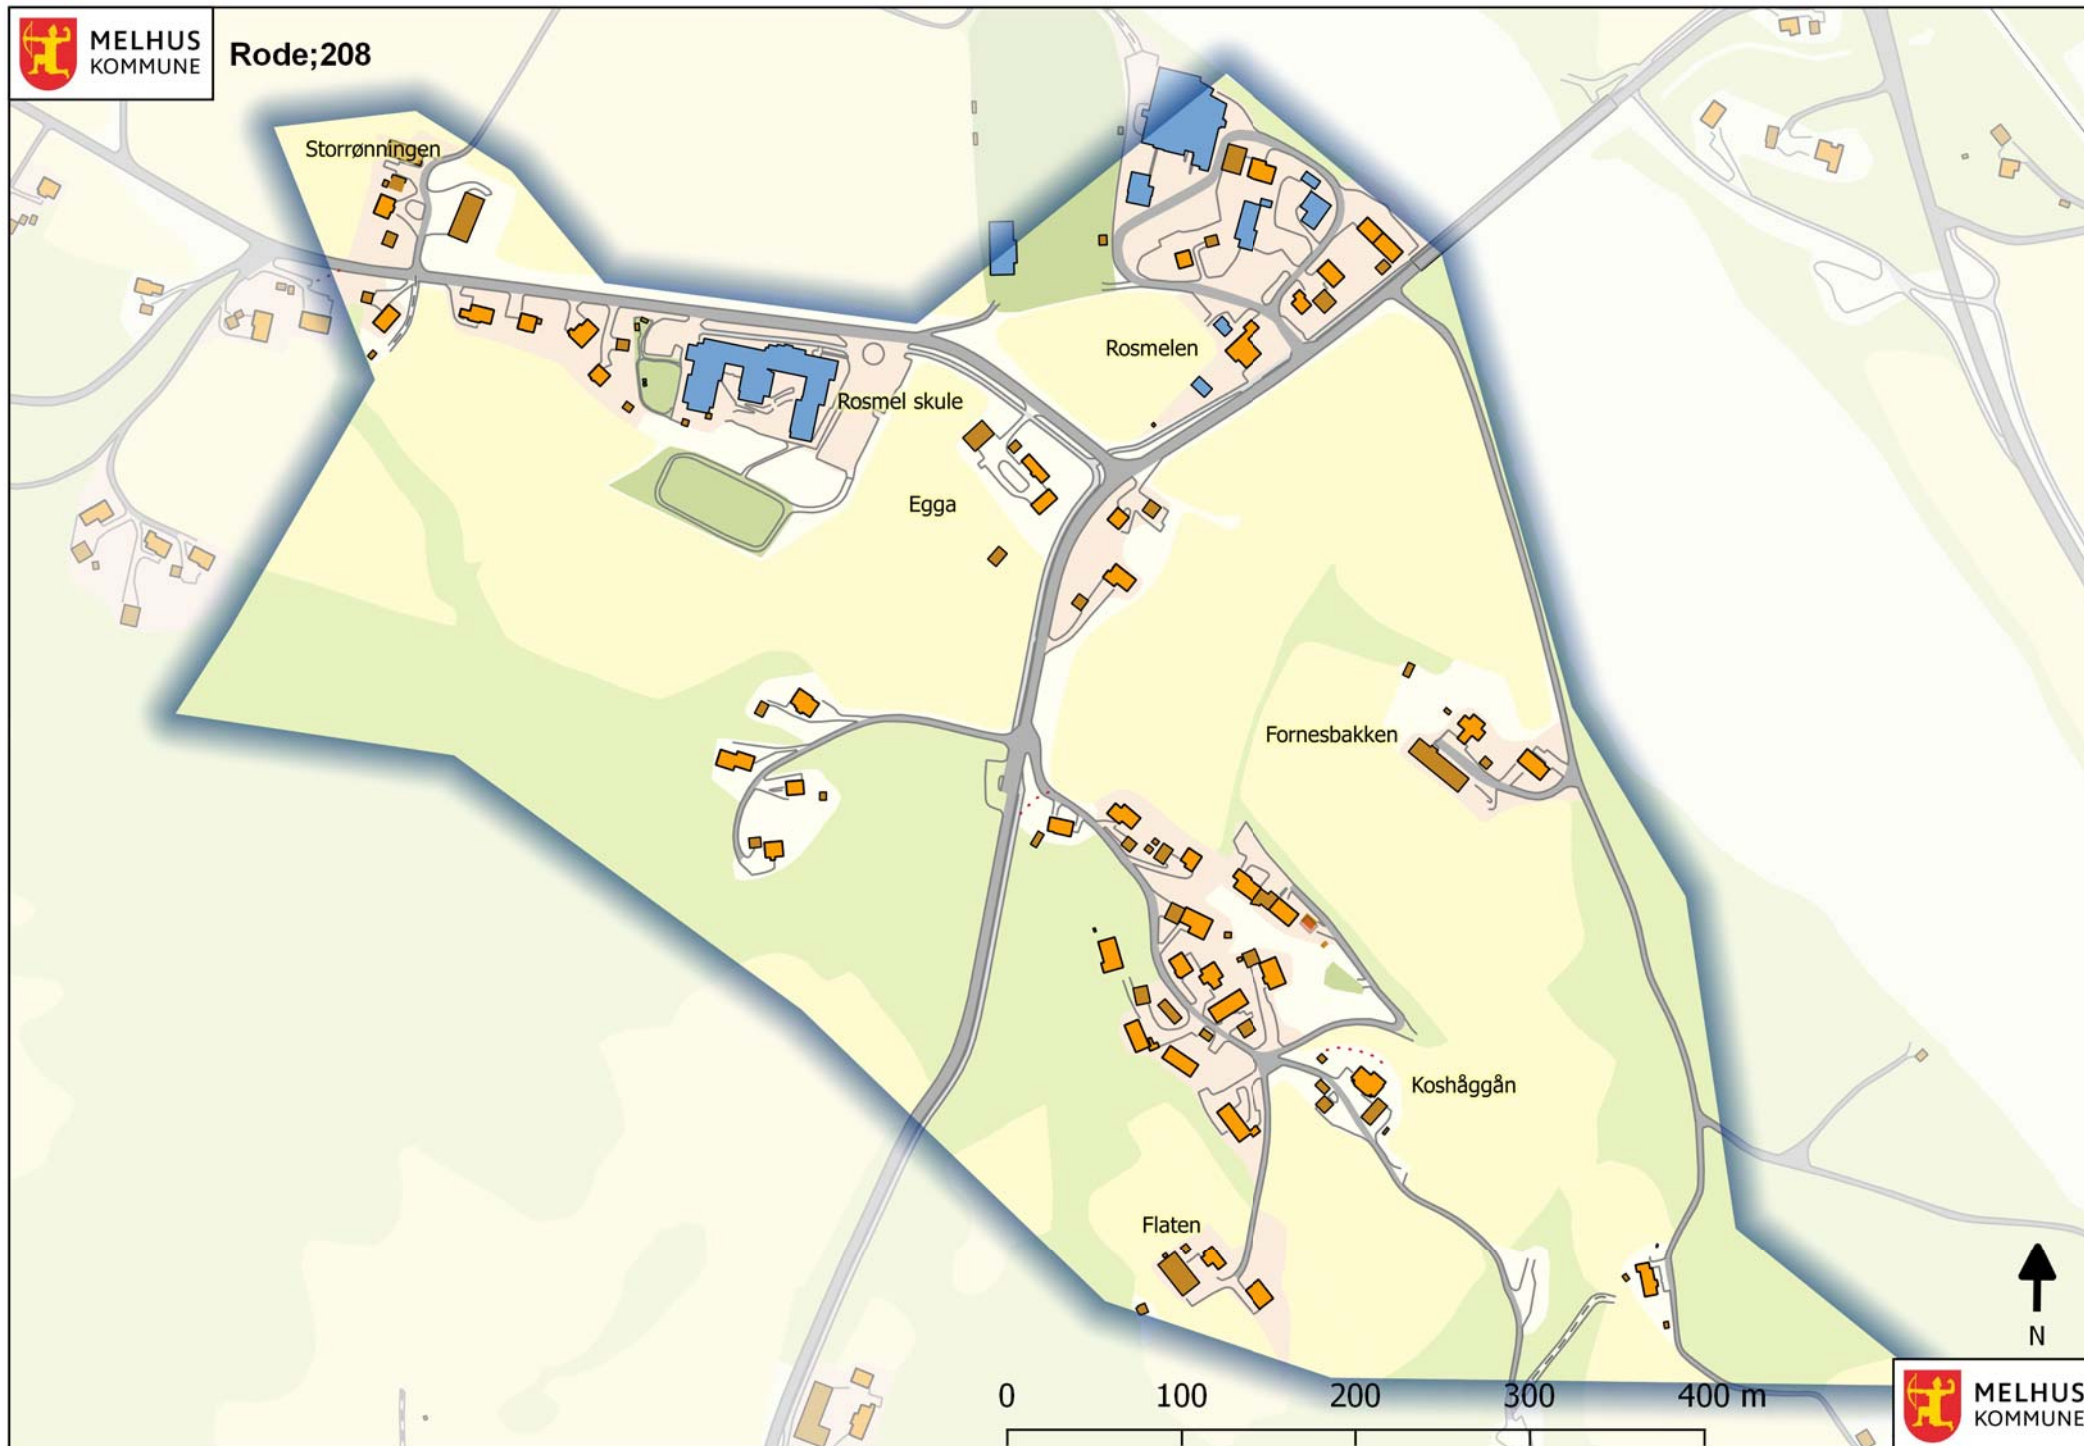 MELHUS
KOMMUNE
Rode;208
Storrønningen
Rosmelen
Rosmel skule
Egga
Fornesbakken
Koshåggån
Flaten
N
0 100 200 300 400 m
MELHUS
KOMMUNE